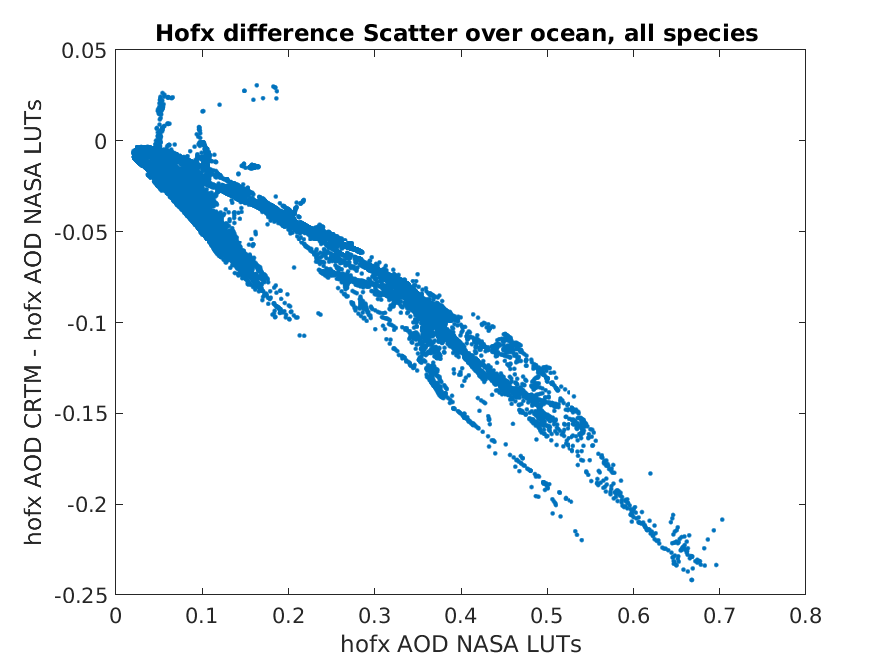 Hofx difference Scatter over ocean, all species
0.05
0
-0.05
-0.1
-0.15
-0.2
-0.25
hofx AOD CRTM - hofx AOD NASA LUTs
0 0.1 0.2 0.3 0.4 0.5 0.6 0.7 0.8
hofx AOD NASA LUTs